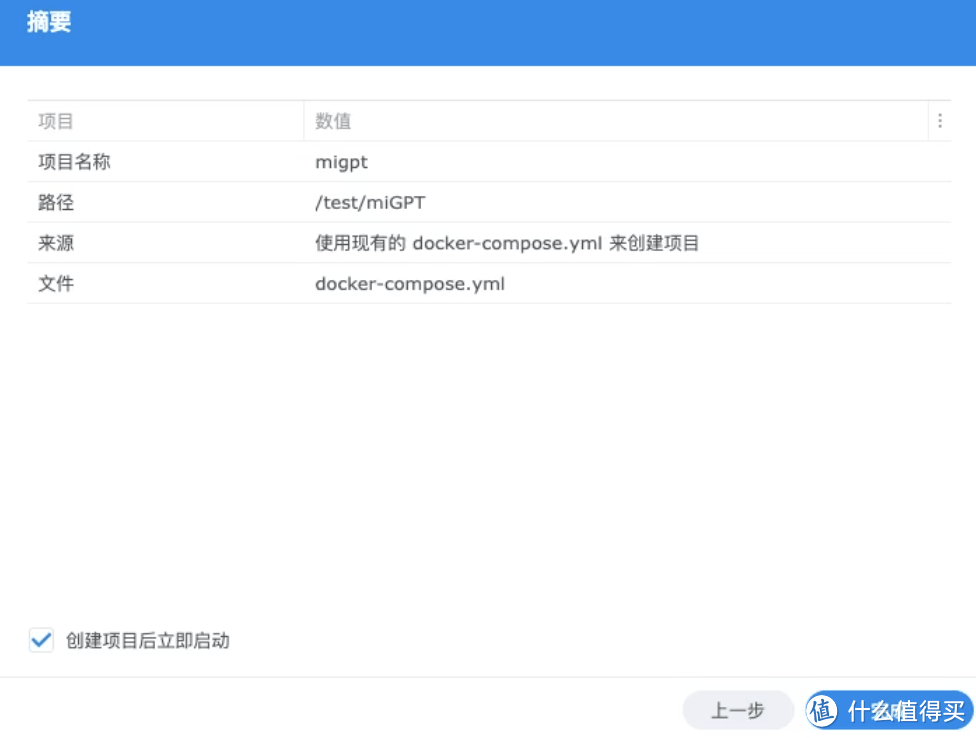 摘要
项目 数值
项目名称 migpt
路径 /test/miGPT
来源 使用现有的 docker-compose.yml 来创建项目
文件 docker-compose.yml
创建项目后立即启动
上一步
值 什么值得买